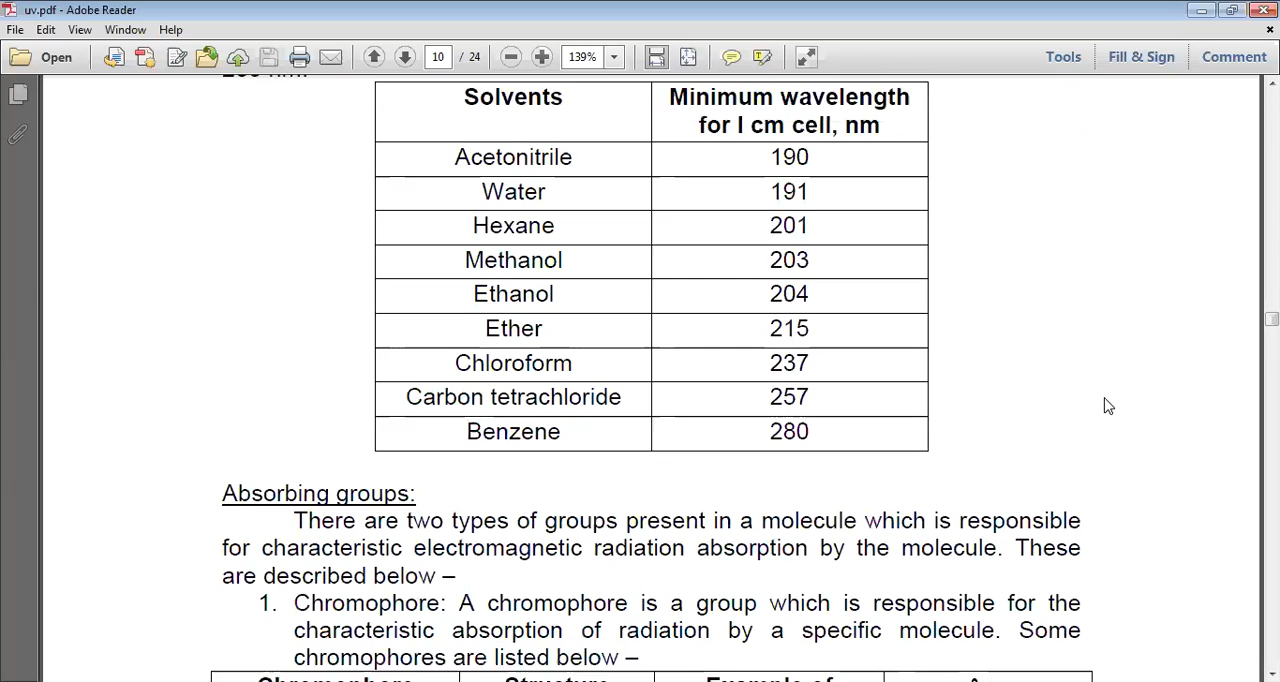 uv.pdf - Adobe Reader
File Edit View Window Help
Open 10 / 24 139% Tools Fill & Sign Comment
Solvents Minimum wavelength
for I cm cell, nm
Acetonitrile 190
Water 191
Hexane 201
Methanol 203
Ethanol 204
Ether 215
Chloroform 237
Carbon tetrachloride 257
Benzene 280
Absorbing groups:
There are two types of groups present in a molecule which is responsible
for characteristic electromagnetic radiation absorption by the molecule. These
are described below –
1. Chromophore: A chromophore is a group which is responsible for the
characteristic absorption of radiation by a specific molecule. Some
chromophores are listed below –
Chromophore Structure Example of